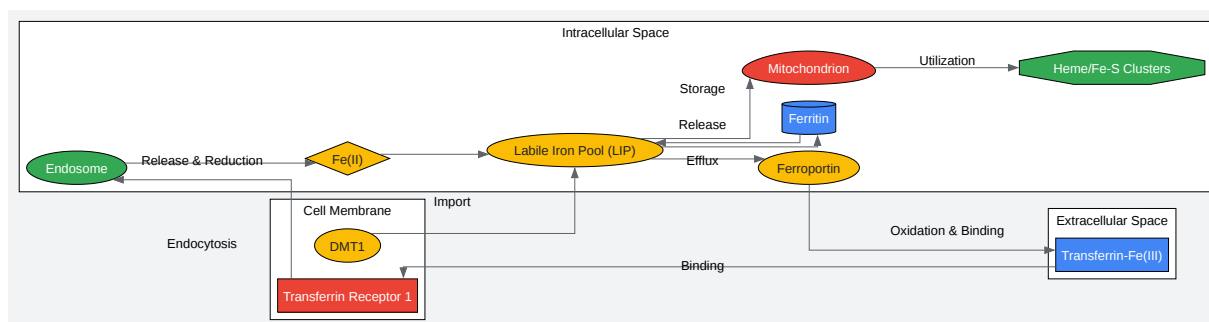 Intracellular Space
Mitochondrion
Utilization
Heme/Fe-S Clusters
Storage
Ferritin
Release
Labile Iron Pool (LIP)
Release & Reduction
Fe(II)
Efflux
Endosome
Ferroportin
Import
Cell Membrane
Extracellular Space
Oxidation & Binding
Endocytosis
DMT1
Transferrin-Fe(III)
Binding
Transferrin Receptor 1